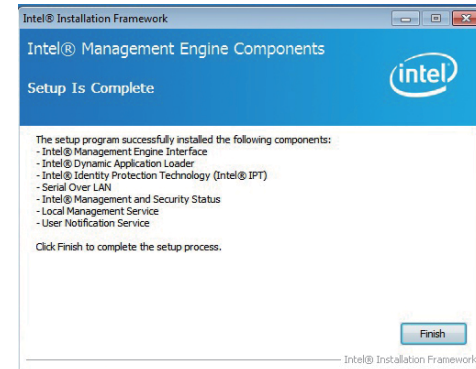 Intel® Installation Framework
Intel® Management Engine Components
Setup Is Complete
intel
The setup program successfully installed the following components:
- Intel® Management Engine Interface
- Intel® Dynamic Application Loader
- Intel® Identity Protection Technology (Intel® IPT)
- Serial Over LAN
- Intel® Management and Security Status
- Local Management Service
- User Notification Service
Click Finish to complete the setup process.
Finish
Intel® Installation Framework